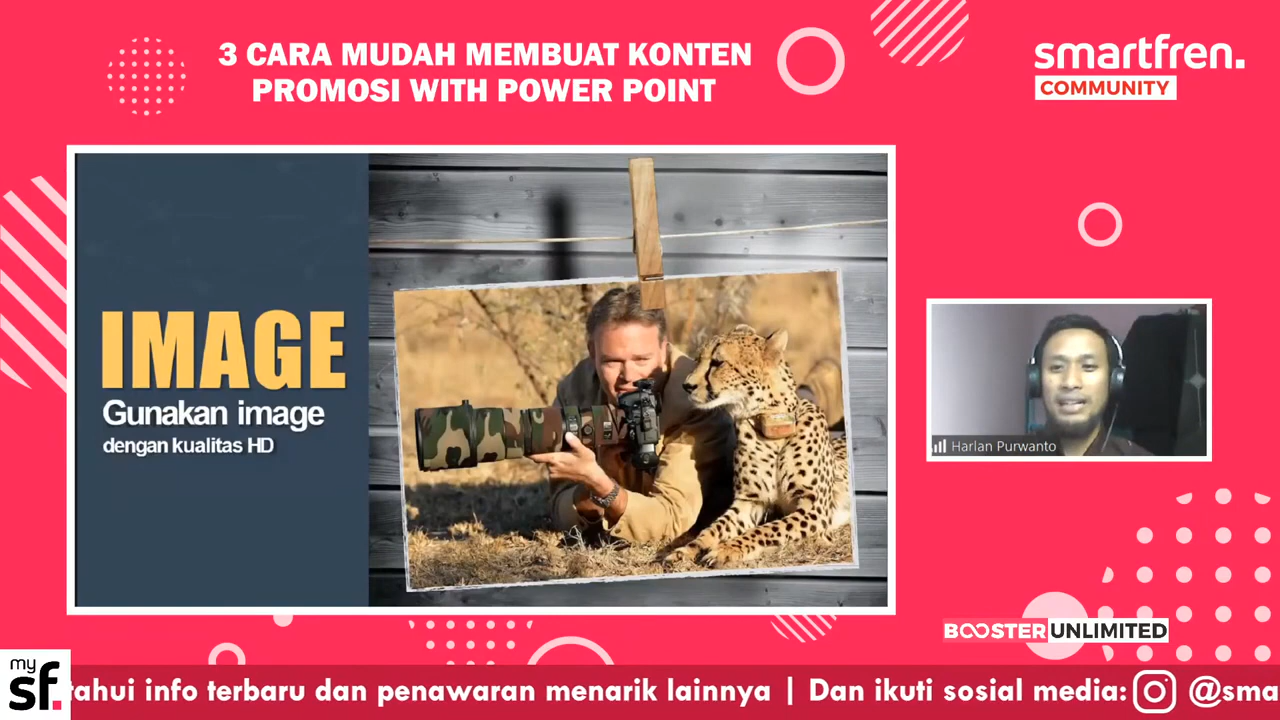 3 CARA MUDAH MEMBUAT KONTEN
PROMOSI WITH POWER POINT
smartfren.
COMMUNITY
IMAGE
Gunakan image
dengan kualitas HD
Harian Purwanto
BOOSTER UNLIMITED
my
sf.
tahui info terbaru dan penawaran menarik lainnya | Dan ikuti sosial media: @sma